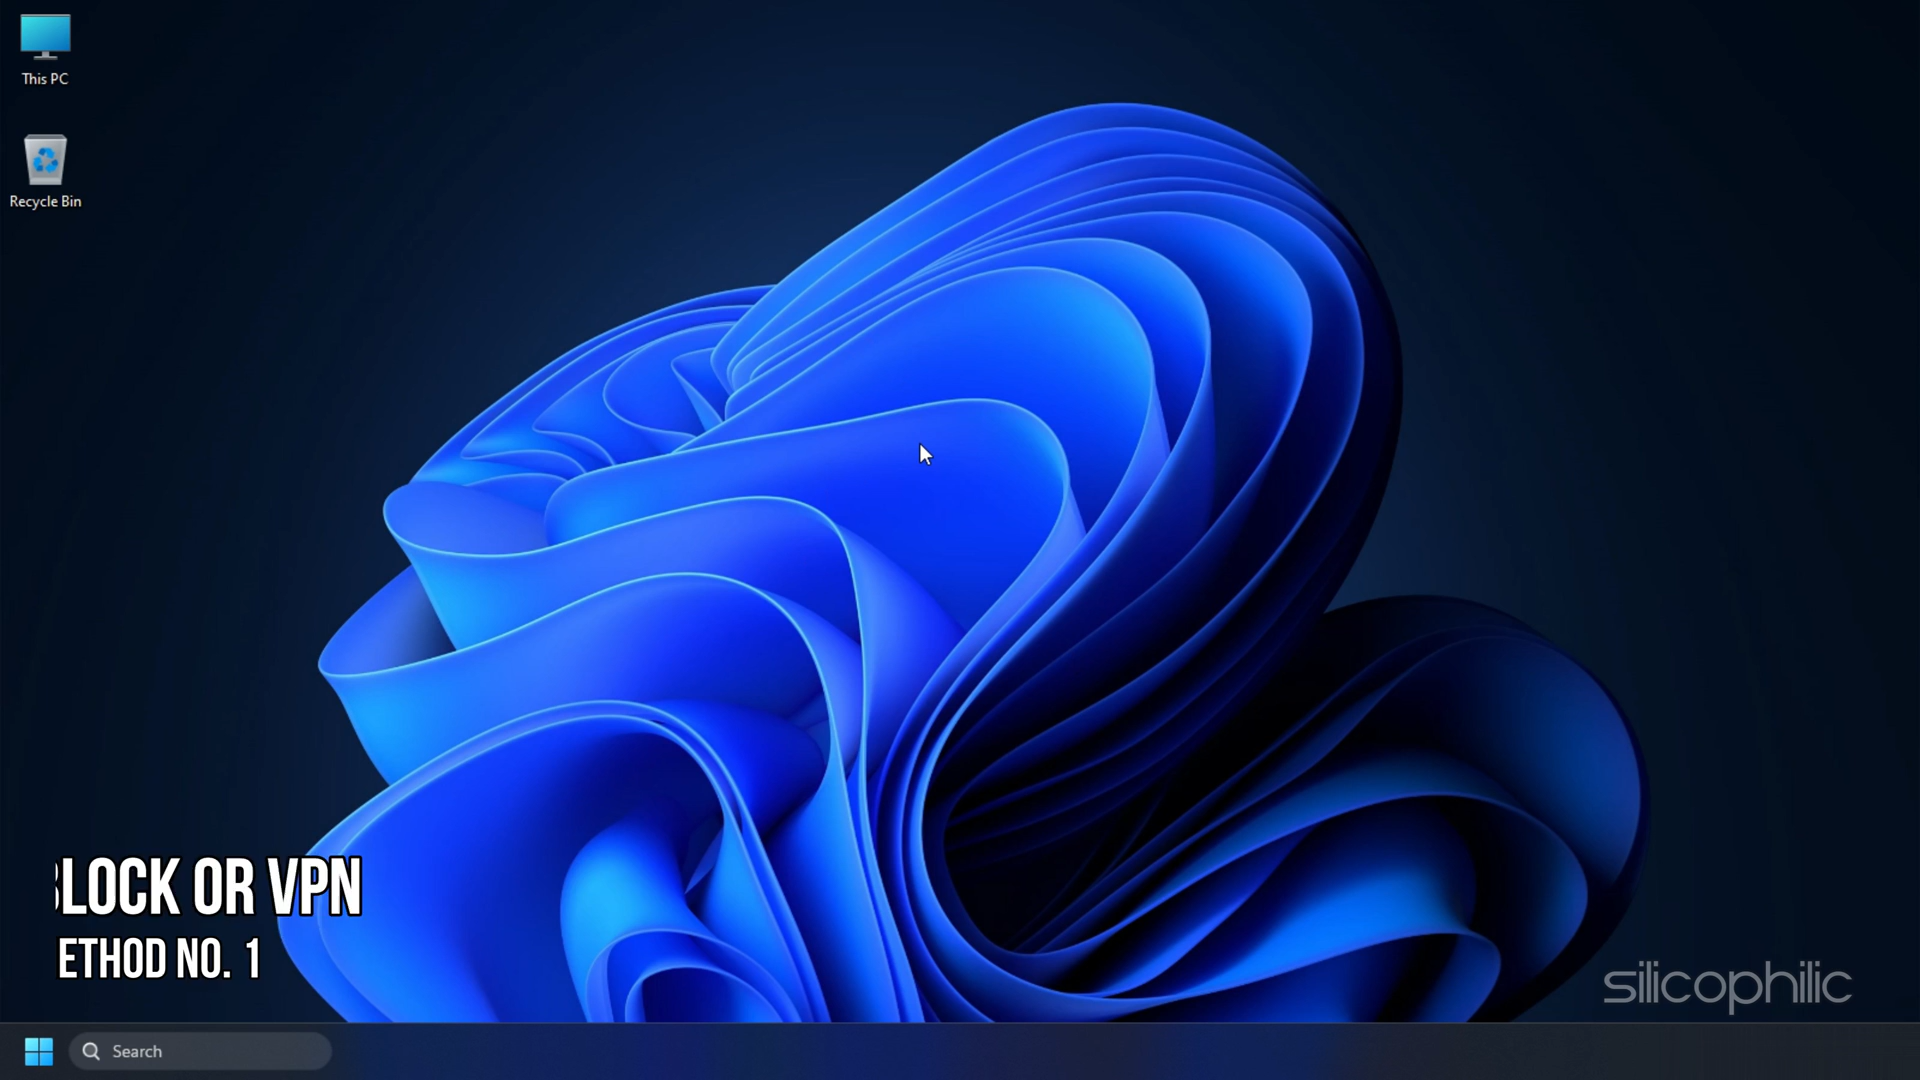 This PC
Recycle Bin
LOCK OR VPN
ETHOD NO. 1
silicophilic
Search